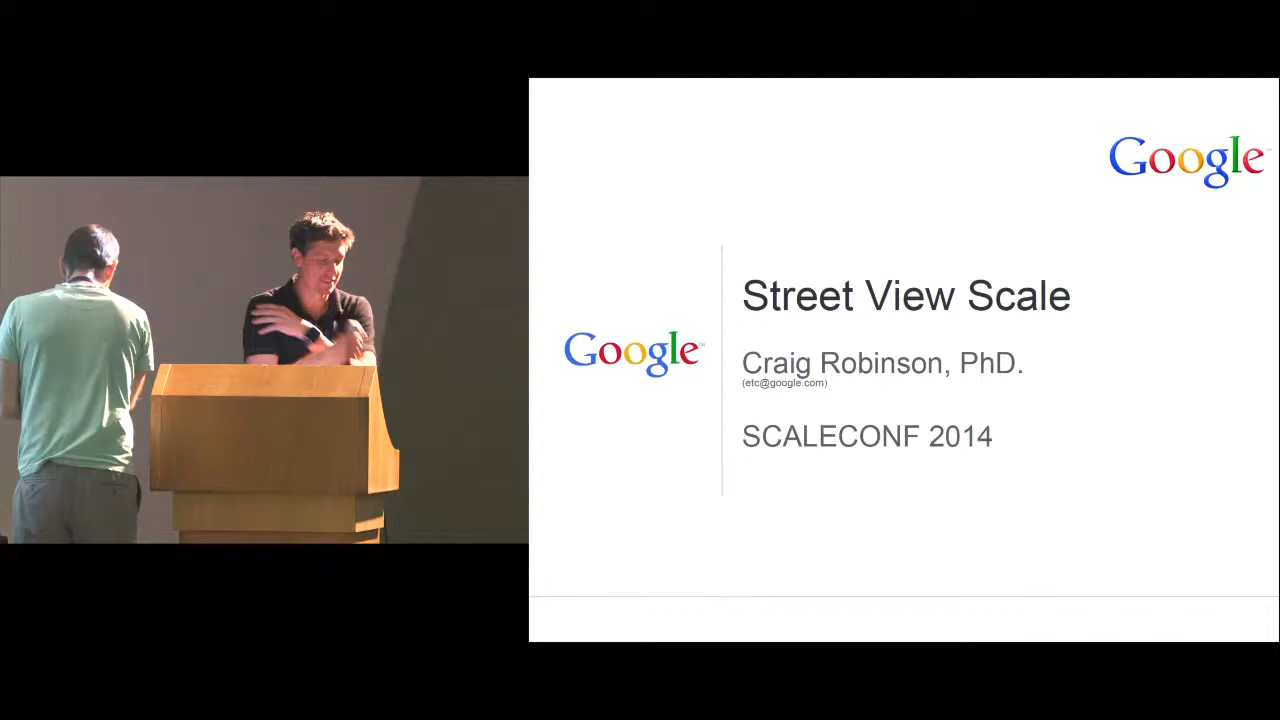 Google
Google
Street View Scale
Craig Robinson, PhD.
(etc@google.com)
SCALECONF 2014